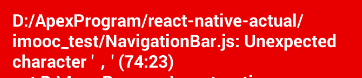 D:/ApexProgram/react-native-actual/
imooc_test/NavigationBar.js: Unexpected
character ' , ' (74:23)